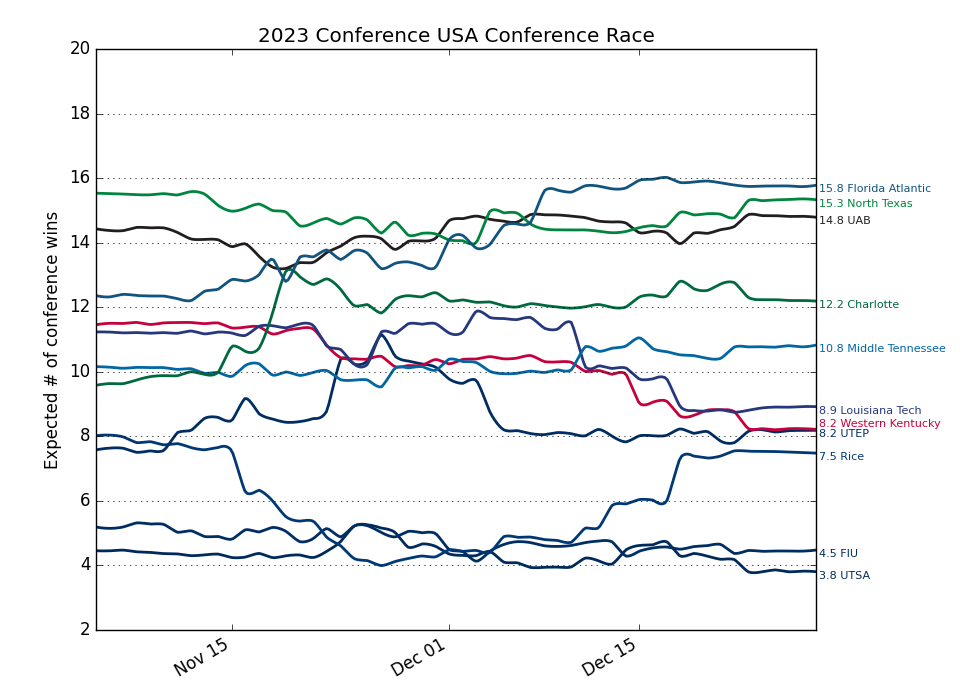 2023 Conference USA Conference Race
Expected # of conference wins
20
18
16
14
12
10
8
6
4
2
Nov 15
Dec 01
Dec 15
15.8 Florida Atlantic
15.3 North Texas
14.8 UAB
12.2 Charlotte
10.8 Middle Tennessee
8.9 Louisiana Tech
8.2 Western Kentucky
8.2 UTEP
7.5 Rice
4.5 FIU
3.8 UTSA